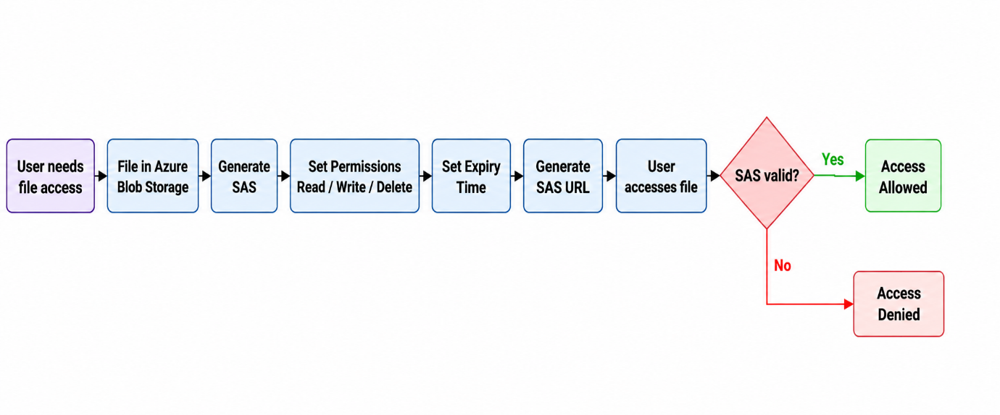 User needs
file access
File in Azure
Blob Storage
Generate
SAS
Set Permissions
Read / Write / Delete
Set Expiry
Time
Generate
SAS URL
User
accesses file
SAS valid?
Yes
Access
Allowed
No
Access
Denied